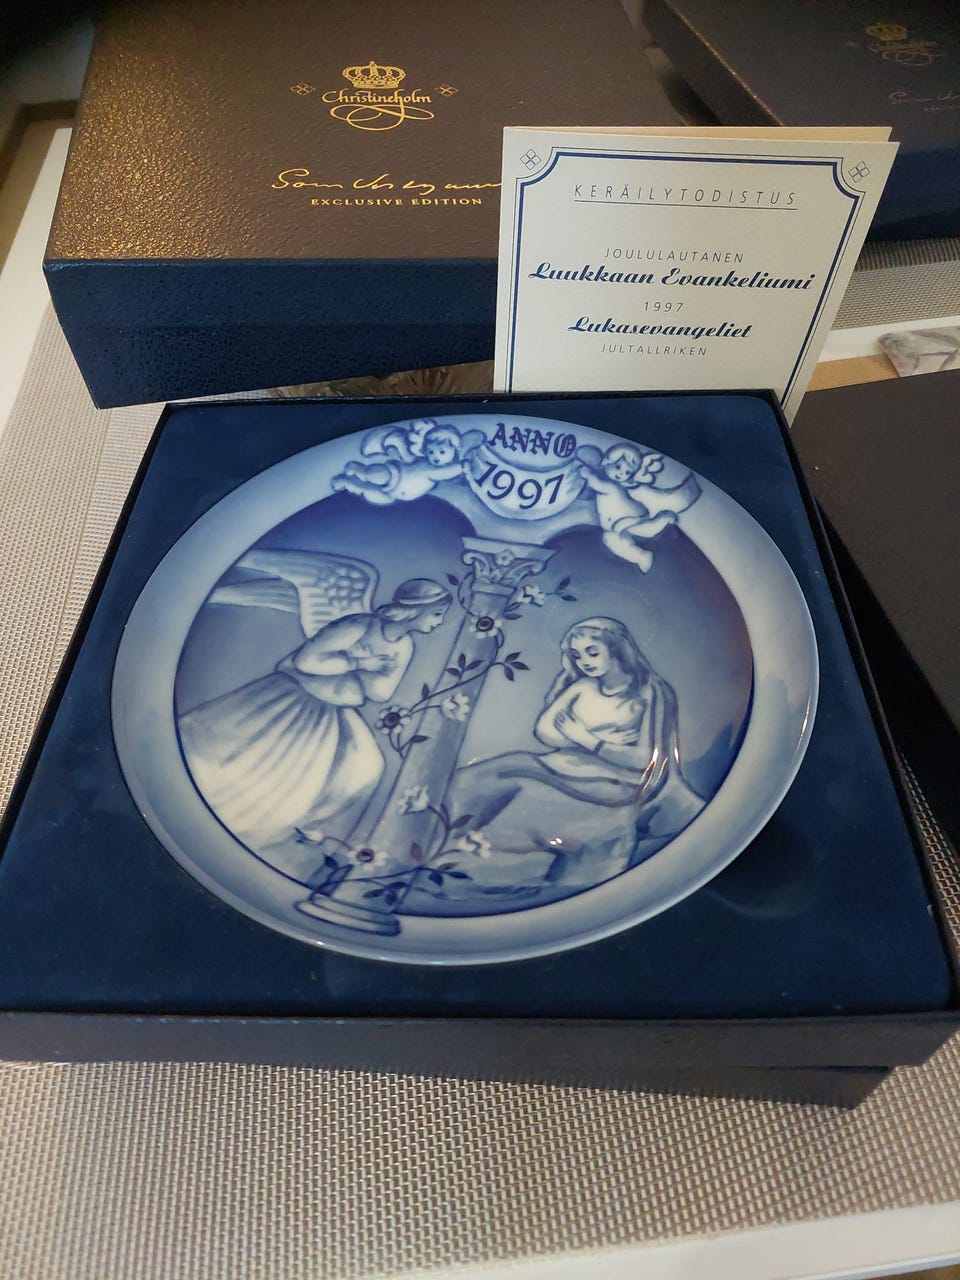 Christineholm
EXCLUSIVE EDITION
KERÄILYTODISTUS
JOULULAUTANEN
Luukkaan Evankeliumi
1997
Lukasevangeliet
JULTALLRIKEN
ANNO
1997